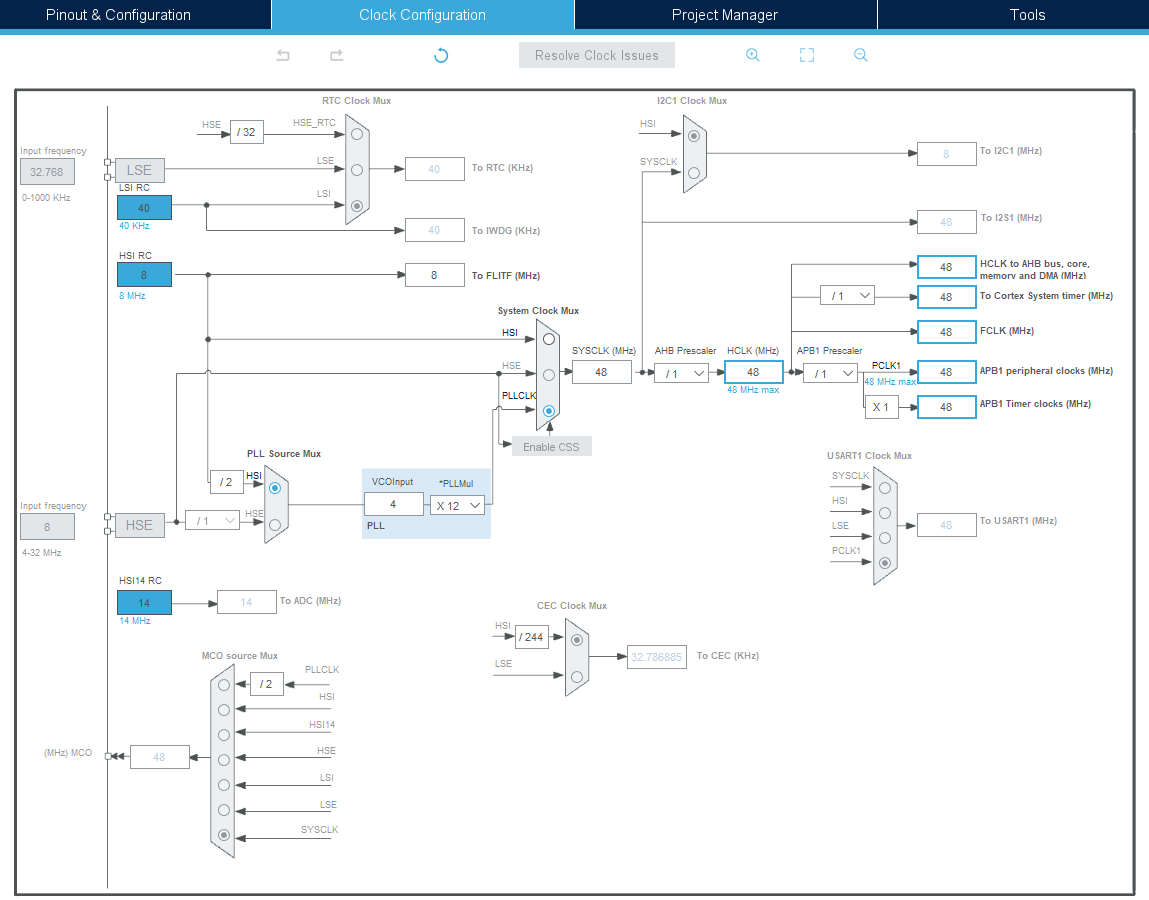 Pinout & Configuration
Clock Configuration
Project Manager
Tools
Resolve Clock Issues
RTC Clock Mux
I2C1 Clock Mux
HSE
/ 32
HSE_RTC
HSI
Input frequency
32.768
0-1000 KHz
LSE
LSE
40
To RTC (KHz)
SYSCLK
8
To I2C1 (MHz)
LSI RC
40
40 KHz
LSI
40
To IWDG (KHz)
48
To I2S1 (MHz)
HSI RC
8
8 MHz
8
To FLITF (MHz)
48
HCLK to AHB bus, core,
memory and DMA (MHz)
/ 1
48
To Cortex System timer (MHz)
System Clock Mux
HSI
48
FCLK (MHz)
SYSCLK (MHz)
AHB Prescaler
HCLK (MHz)
APB1 Prescaler
HSE
48
/ 1
48
48 MHz max
/ 1
PCLK1
48 MHz max
48
APB1 peripheral clocks (MHz)
PLLCLK
X 1
48
APB1 Timer clocks (MHz)
Enable CSS
PLL Source Mux
USART1 Clock Mux
/ 2
HSI
VCOInput
*PLLMul
4
X 12
PLL
SYSCLK
HSI
LSE
PCLK1
48
To USART1 (MHz)
Input frequency
8
4-32 MHz
HSE
/ 1
HSE
HSI14 RC
14
14 MHz
14
To ADC (MHz)
CEC Clock Mux
HSI
/ 244
LSE
32.786885
To CEC (KHz)
MCO source Mux
/ 2
PLLCLK
HSI
HSI14
(MHz) MCO
48
HSE
LSI
LSE
SYSCLK